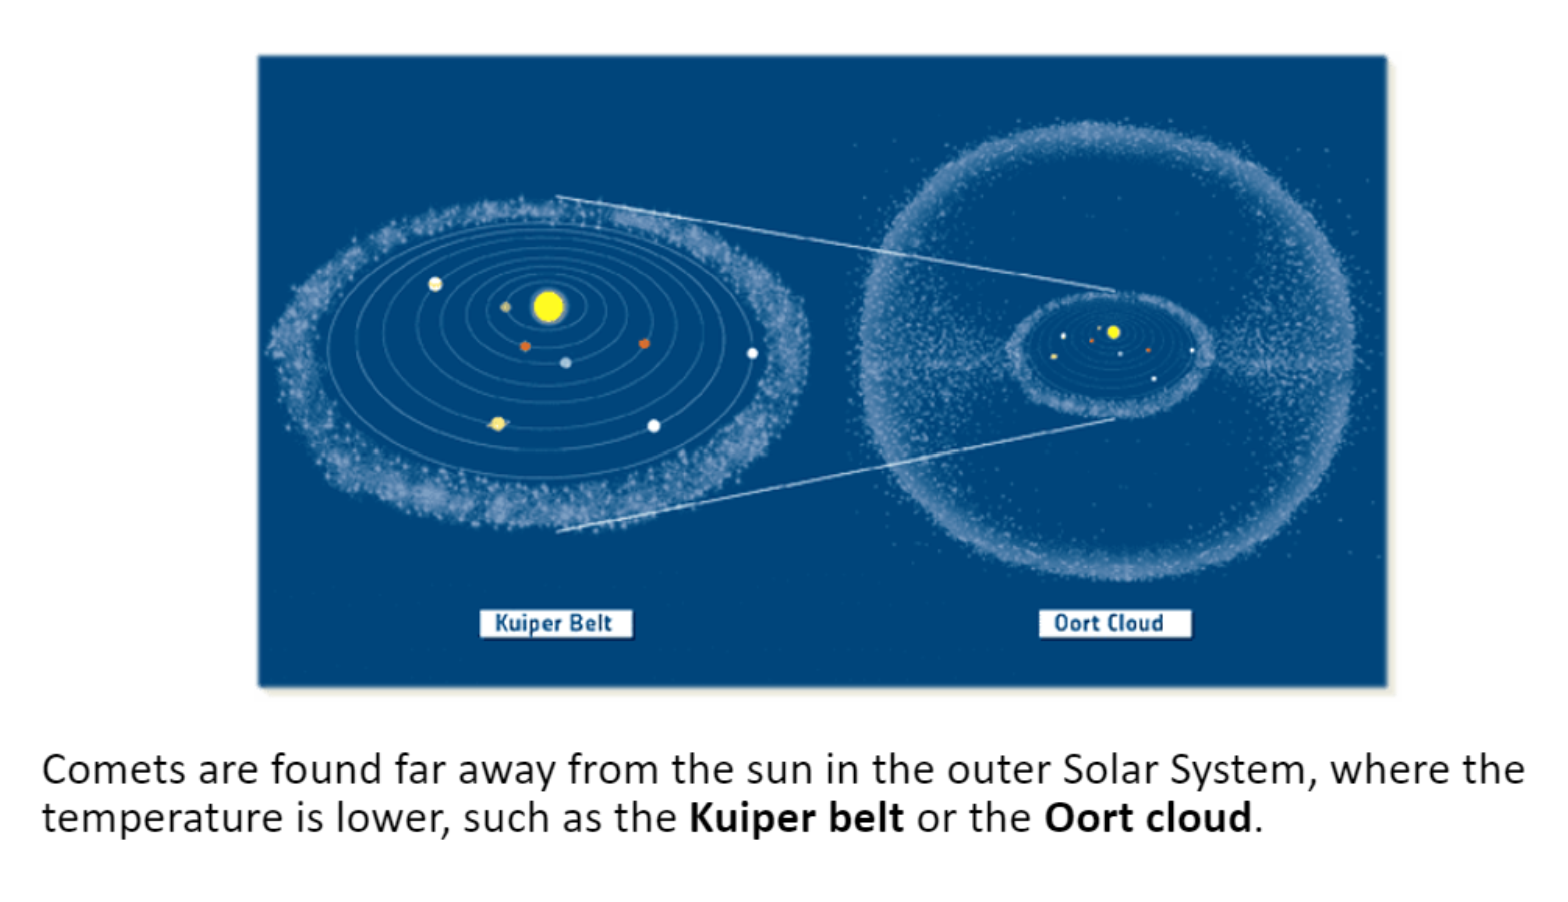 Kuiper Belt
Oort Cloud
Comets are found far away from the sun in the outer Solar System, where the
temperature is lower, such as the Kuiper belt or the Oort cloud.